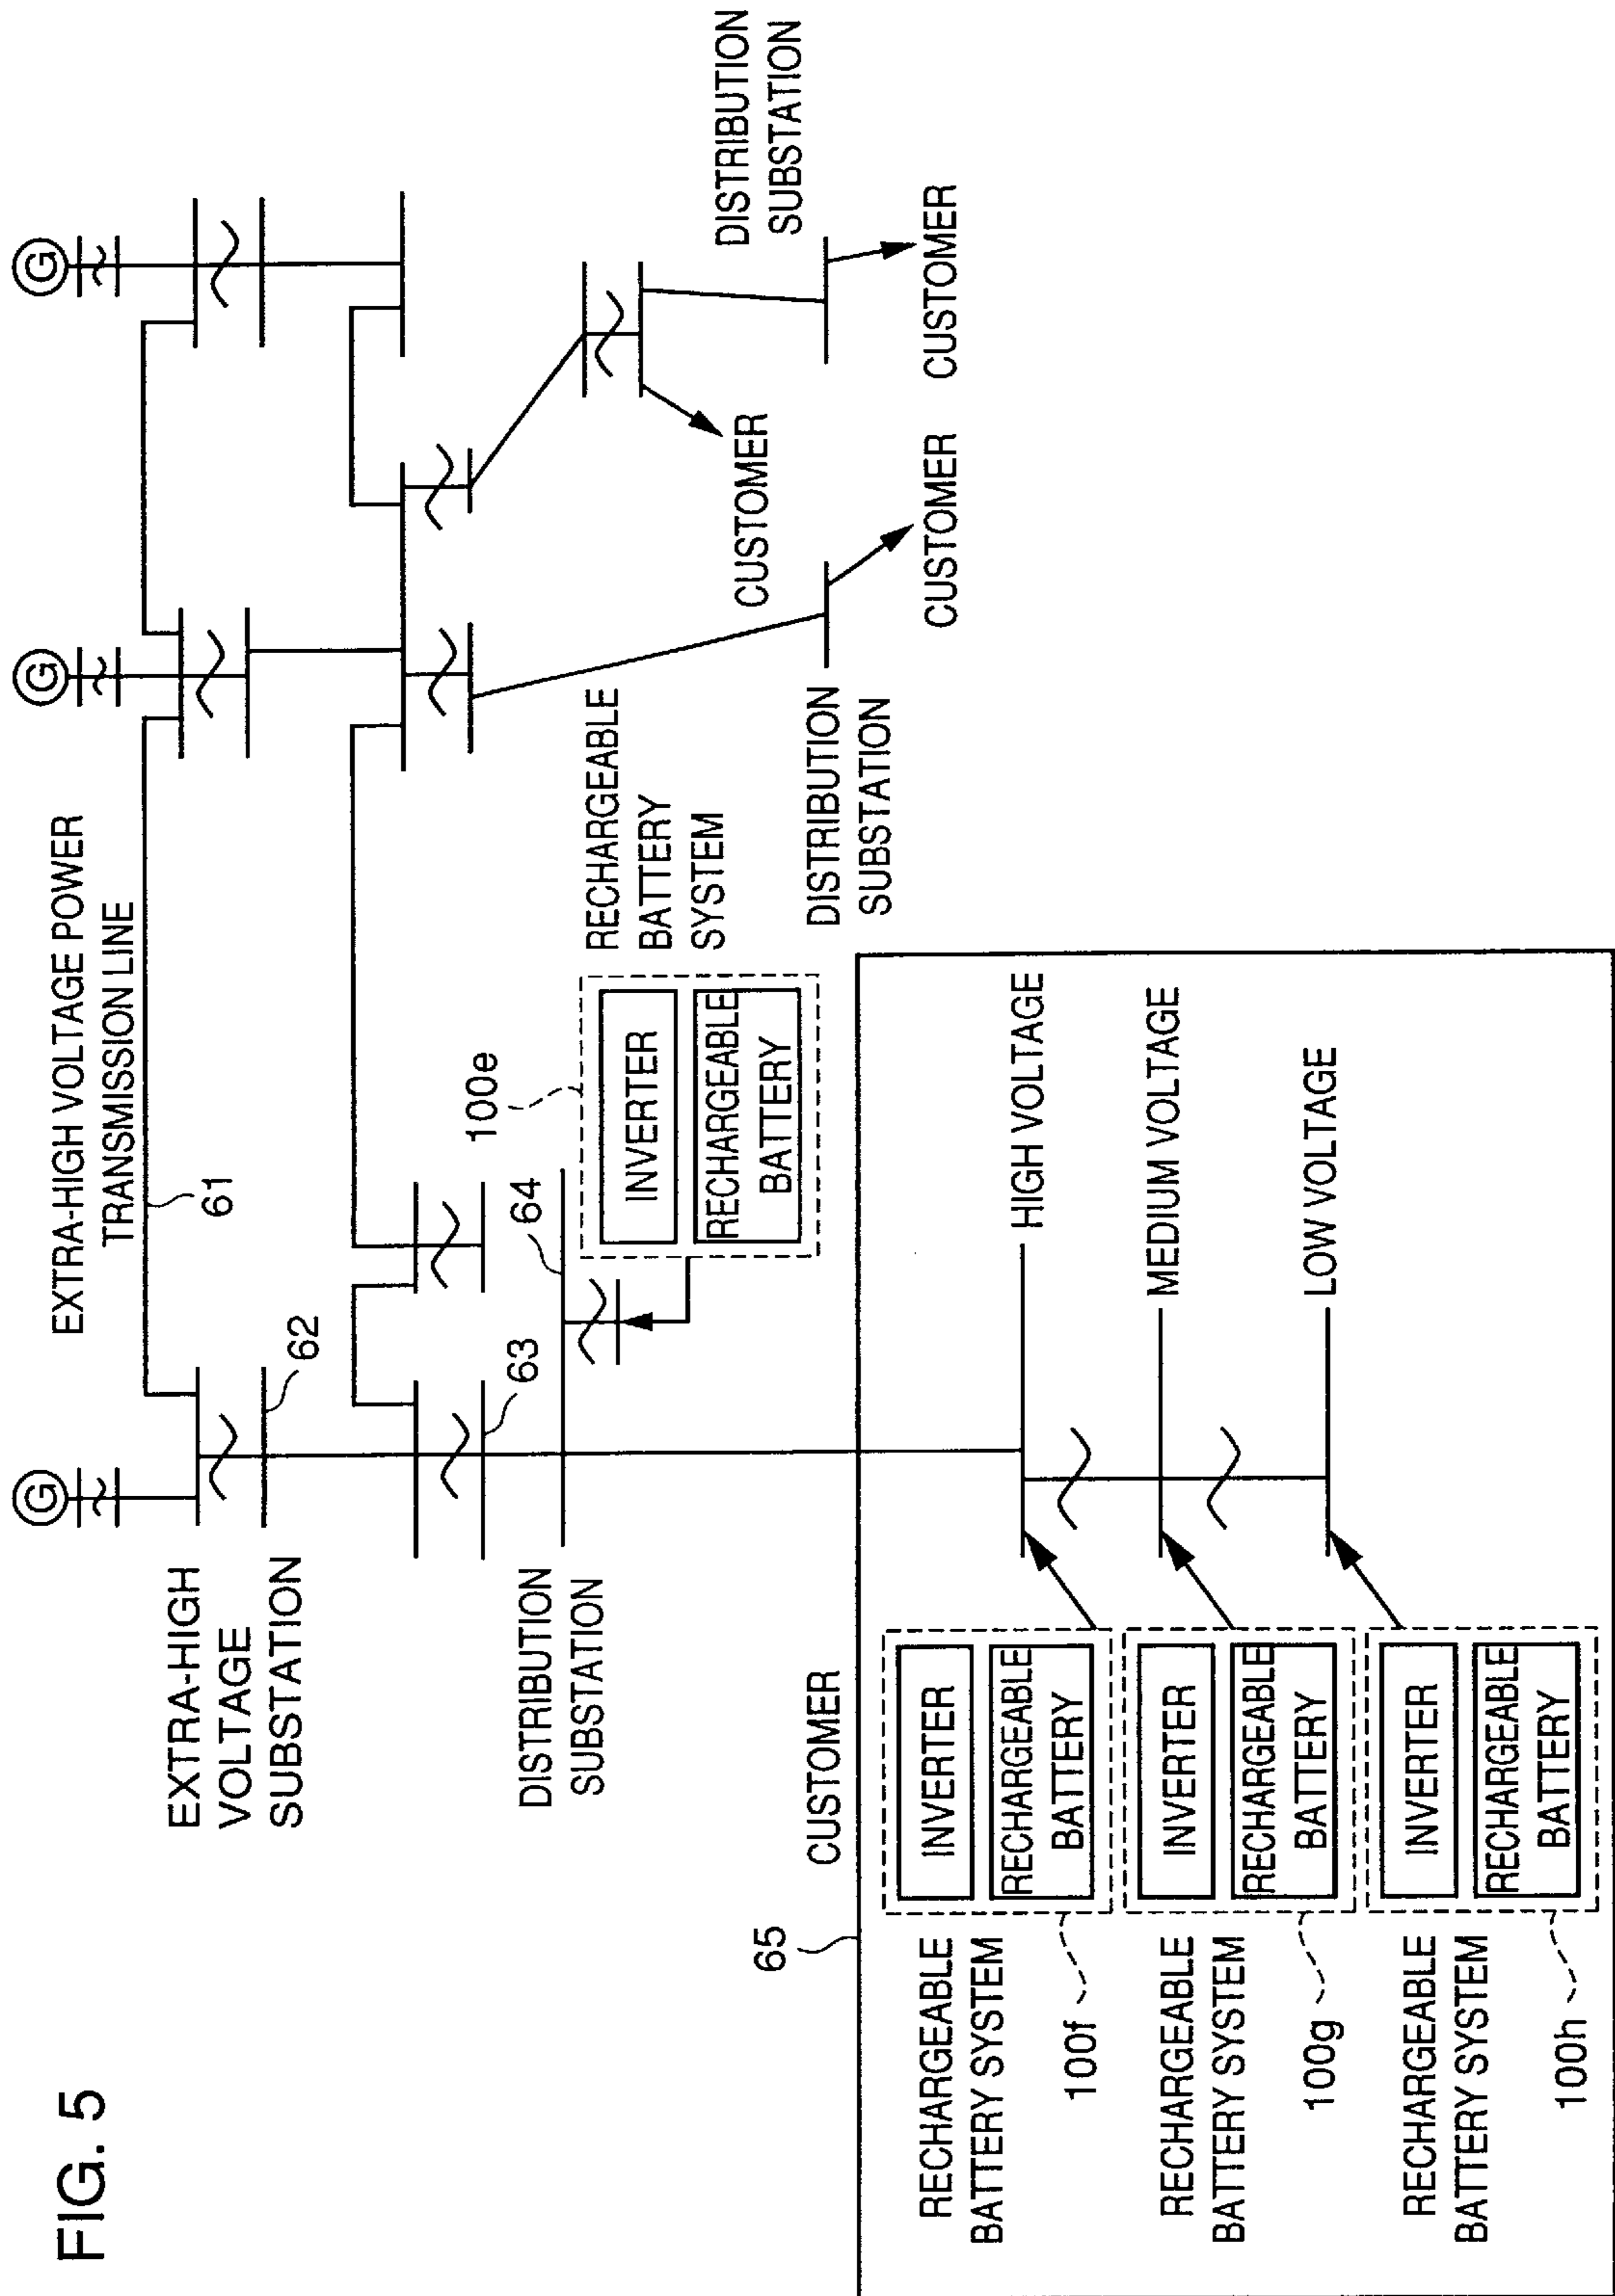 FIG. 5
G
G
G
EXTRA-HIGH VOLTAGE POWER
TRANSMISSION LINE
61
EXTRA-HIGH
VOLTAGE
SUBSTATION
62
63
DISTRIBUTION
SUBSTATION
64
100e
INVERTER
RECHARGEABLE
BATTERY
RECHARGEABLE
BATTERY
SYSTEM
CUSTOMER
DISTRIBUTION
SUBSTATION
CUSTOMER
DISTRIBUTION
SUBSTATION
CUSTOMER
65
CUSTOMER
RECHARGEABLE
BATTERY SYSTEM
100f
INVERTER
RECHARGEABLE
BATTERY
HIGH VOLTAGE
RECHARGEABLE
BATTERY SYSTEM
100g
INVERTER
RECHARGEABLE
BATTERY
MEDIUM VOLTAGE
RECHARGEABLE
BATTERY SYSTEM
100h
INVERTER
RECHARGEABLE
BATTERY
LOW VOLTAGE